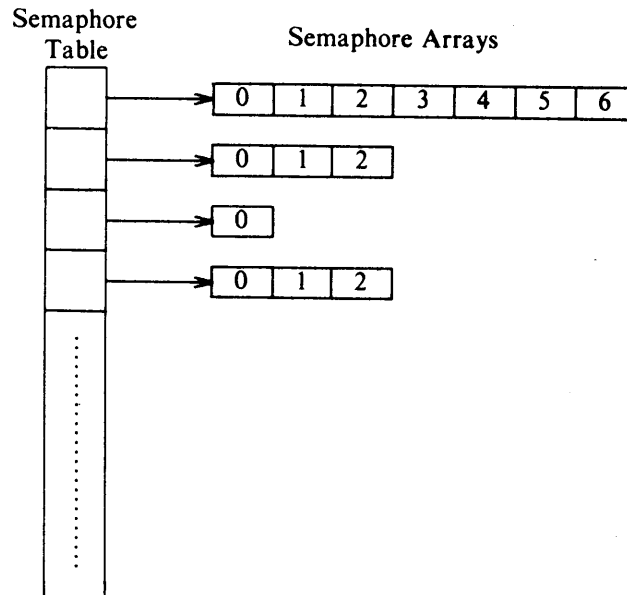 Semaphore
Table
Semaphore Arrays
0 1 2 3 4 5 6
0 1 2
0
0 1 2